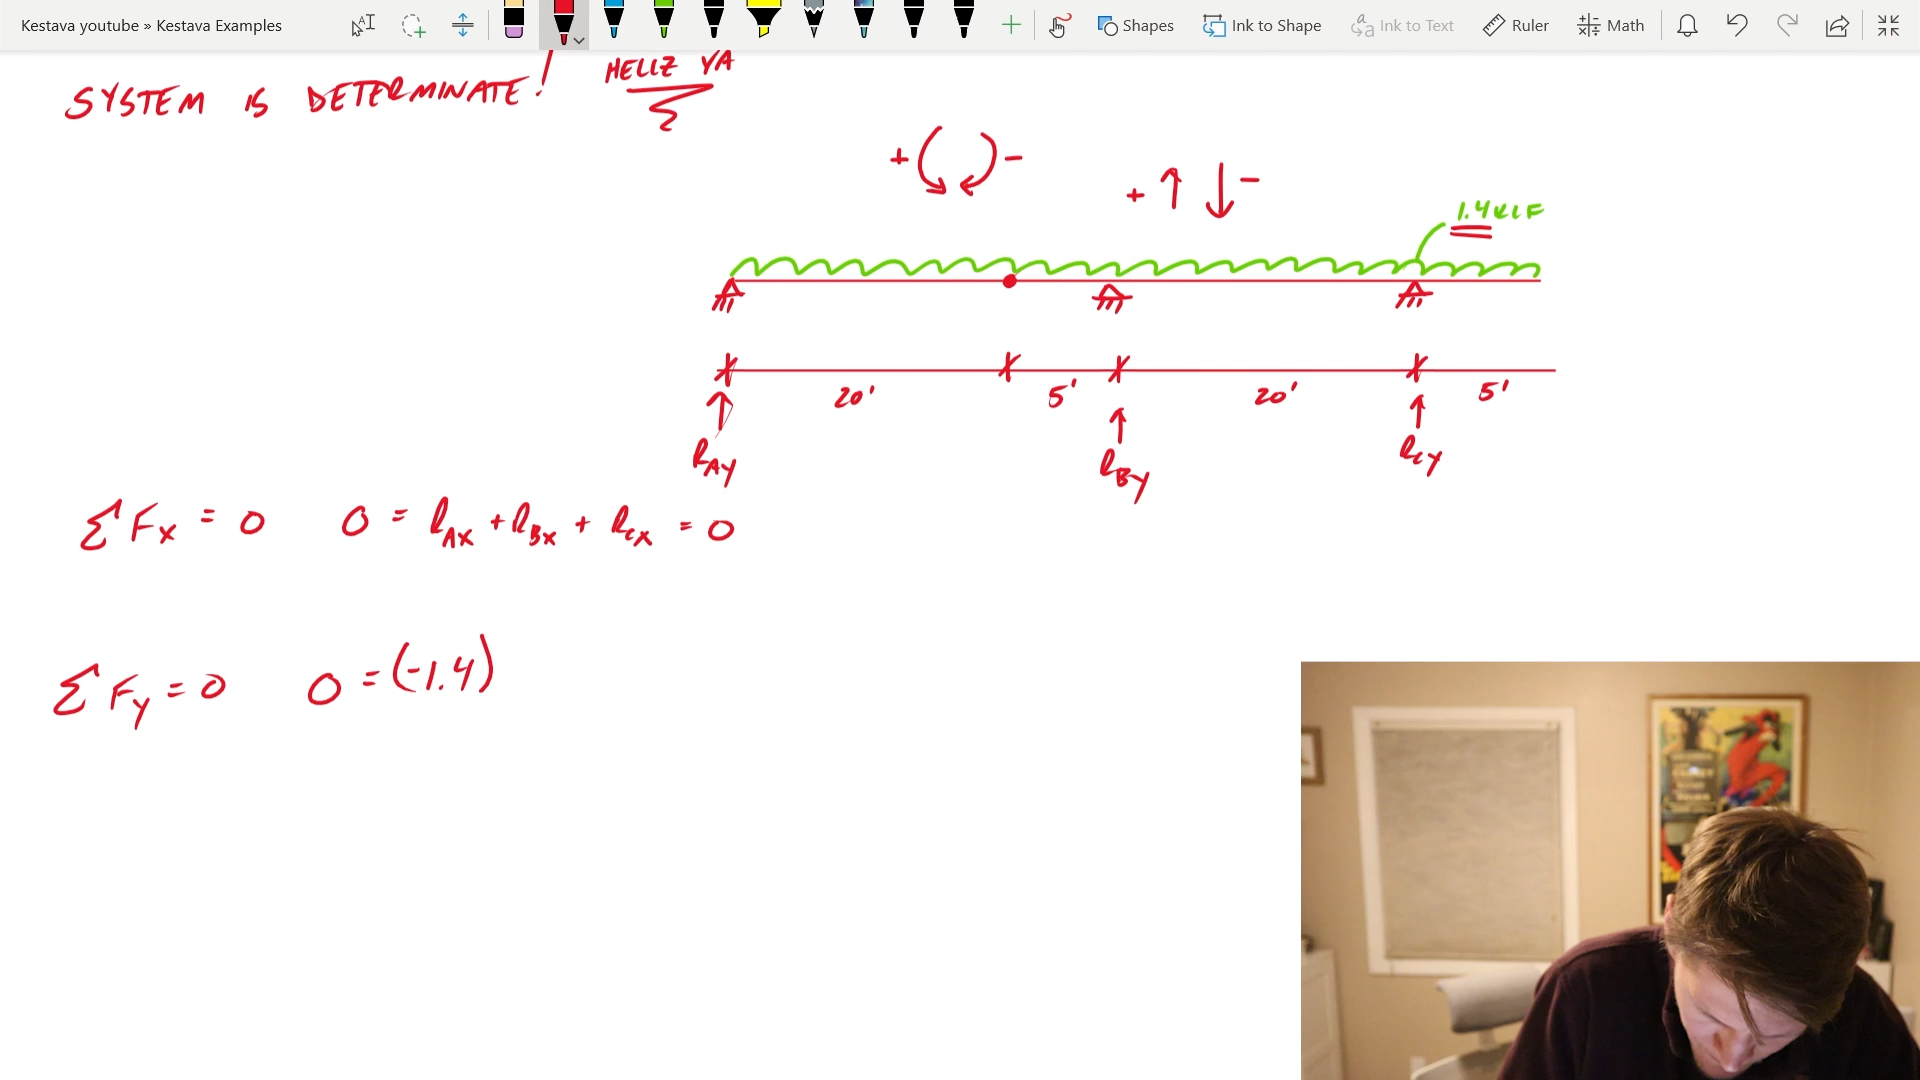 Kestava youtube » Kestava Examples
Shapes
Ink to Shape
Ink to Text
Ruler
Math
HELLZ YA
SYSTEM IS DETERMINATE!
+ -
+ -
1.4 KLF
20' 5' 20' 5'
RAY RBY RCY
ΣFx = 0 0 = RAx + RBx + RCx = 0
ΣFy = 0 0 = (-1.4)